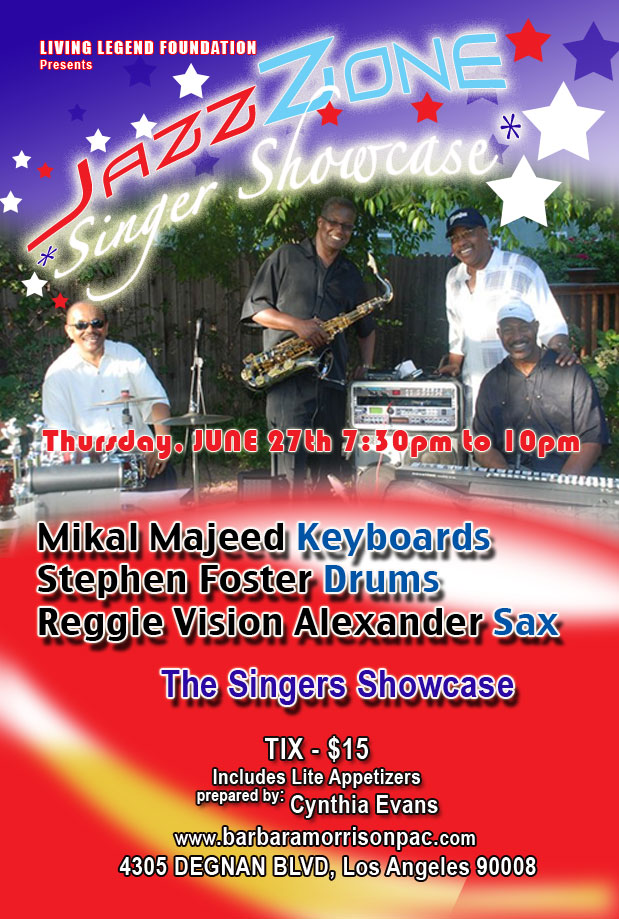 LIVING LEGEND FOUNDATION
Presents
JAZZ ZONE
*Singer Showcase*
Thursday, JUNE 27th 7:30pm to 10pm
Mikal Majeed Keyboards
Stephen Foster Drums
Reggie Vision Alexander Sax
The Singers Showcase
TIX - $15
Includes Lite Appetizers
prepared by: Cynthia Evans
www.barbaramorrisonpac.com
4305 DEGNAN BLVD, Los Angeles 90008